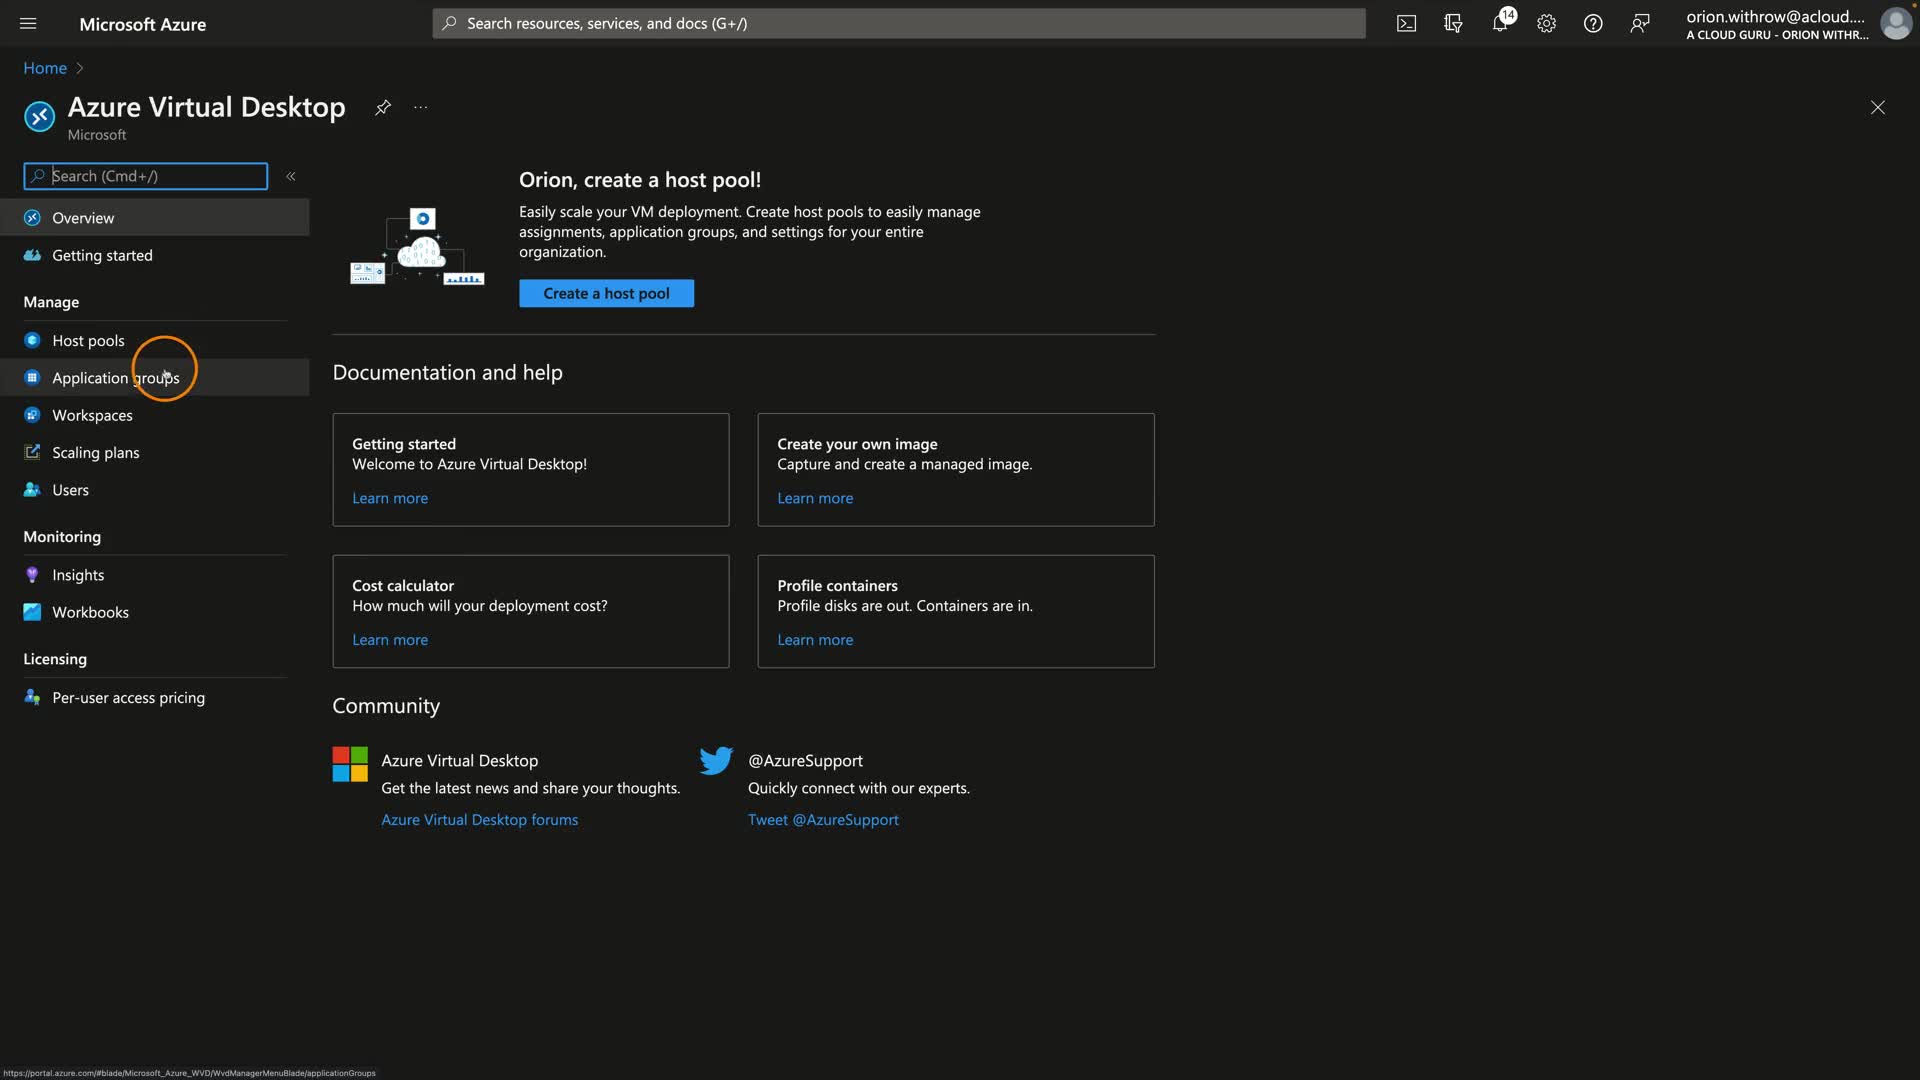 Microsoft Azure
Search resources, services, and docs (G+/)
14
orion.withrow@acloud....
A CLOUD GURU - ORION WITHR...
Home
Azure Virtual Desktop
Microsoft
Search (Cmd+/)
Overview
Getting started
Manage
Host pools
Application groups
Workspaces
Scaling plans
Users
Monitoring
Insights
Workbooks
Licensing
Per-user access pricing
Orion, create a host pool!
Easily scale your VM deployment. Create host pools to easily manage
assignments, application groups, and settings for your entire
organization.
Create a host pool
Documentation and help
Getting started
Welcome to Azure Virtual Desktop!
Learn more
Create your own image
Capture and create a managed image.
Learn more
Cost calculator
How much will your deployment cost?
Learn more
Profile containers
Profile disks are out. Containers are in.
Learn more
Community
Azure Virtual Desktop
Get the latest news and share your thoughts.
Azure Virtual Desktop forums
@AzureSupport
Quickly connect with our experts.
Tweet @AzureSupport
https://portal.azure.com/#blade/Microsoft_Azure_WVD/WvdManagerMenuBlade/applicationGroups